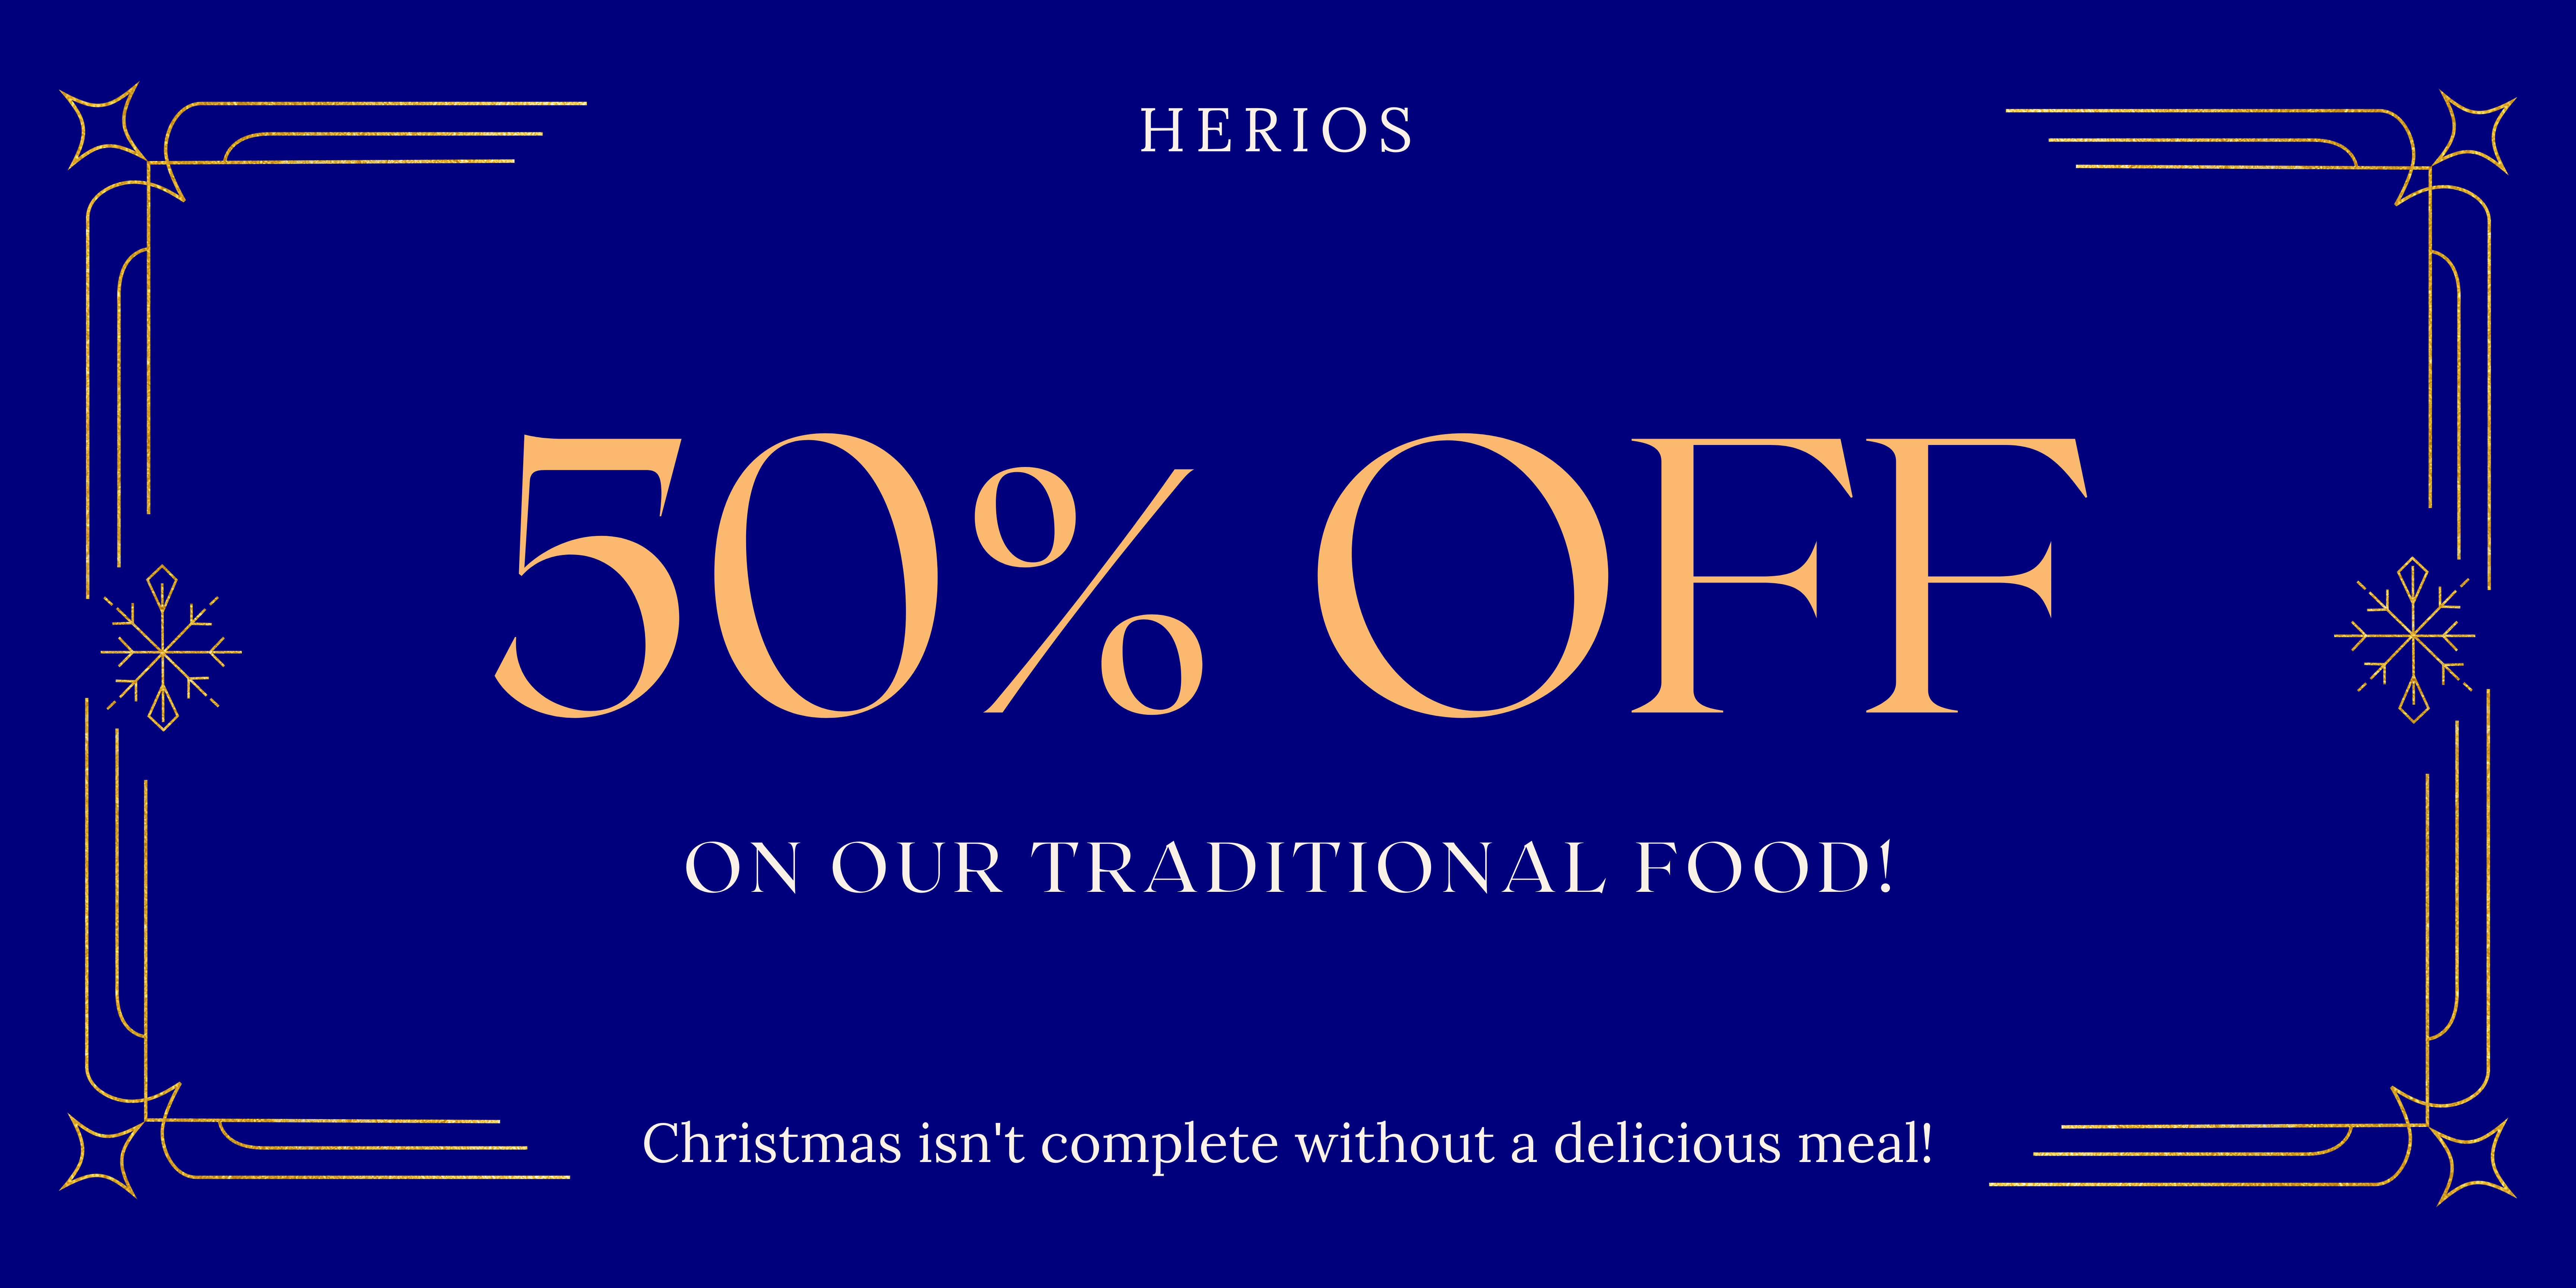 HERIOS
50% OFF
ON OUR TRADITIONAL FOOD!
Christmas isn't complete without a delicious meal!